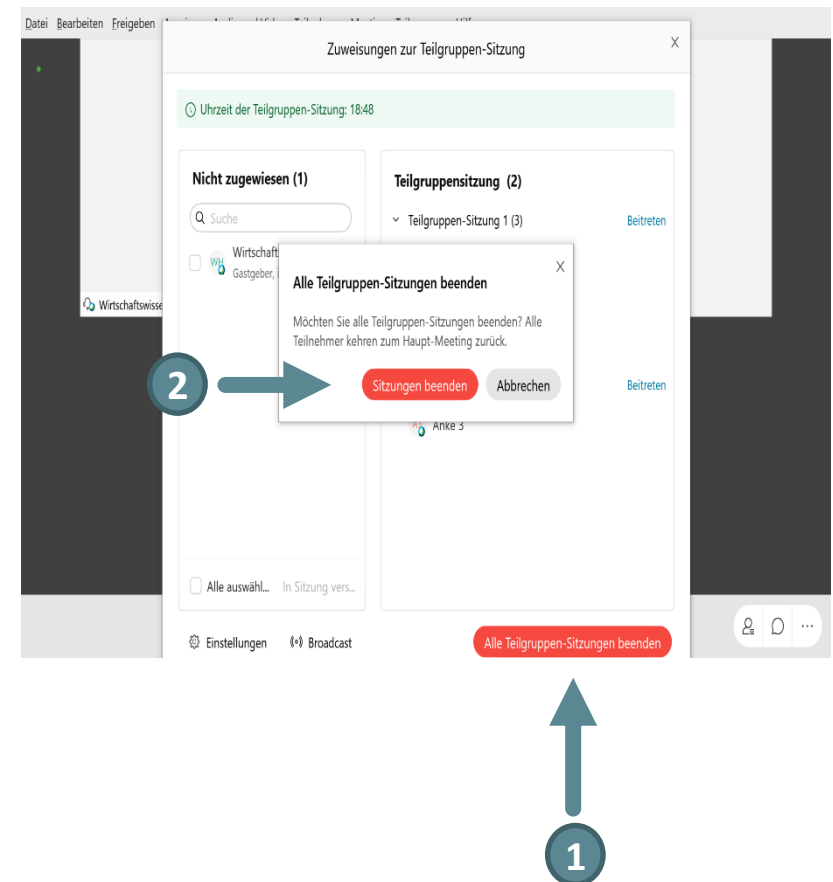 Datei Bearbeiten Freigeben
Zuweisungen zur Teilgruppen-Sitzung X
Uhrzeit der Teilgruppen-Sitzung: 18:48
Nicht zugewiesen (1)
Suche
WH Wirtschaft
Gastgeber, i
Teilgruppensitzung (2)
Teilgruppen-Sitzung 1 (3) Beitreten
Wirtschaftswisse
Alle Teilgruppen-Sitzungen beenden X
Möchten Sie alle Teilgruppen-Sitzungen beenden? Alle
Teilnehmer kehren zum Haupt-Meeting zurück.
2
Sitzungen beenden Abbrechen
Beitreten
Anke 3
Alle auswähl... In Sitzung vers...
Einstellungen Broadcast
Alle Teilgruppen-Sitzungen beenden
1